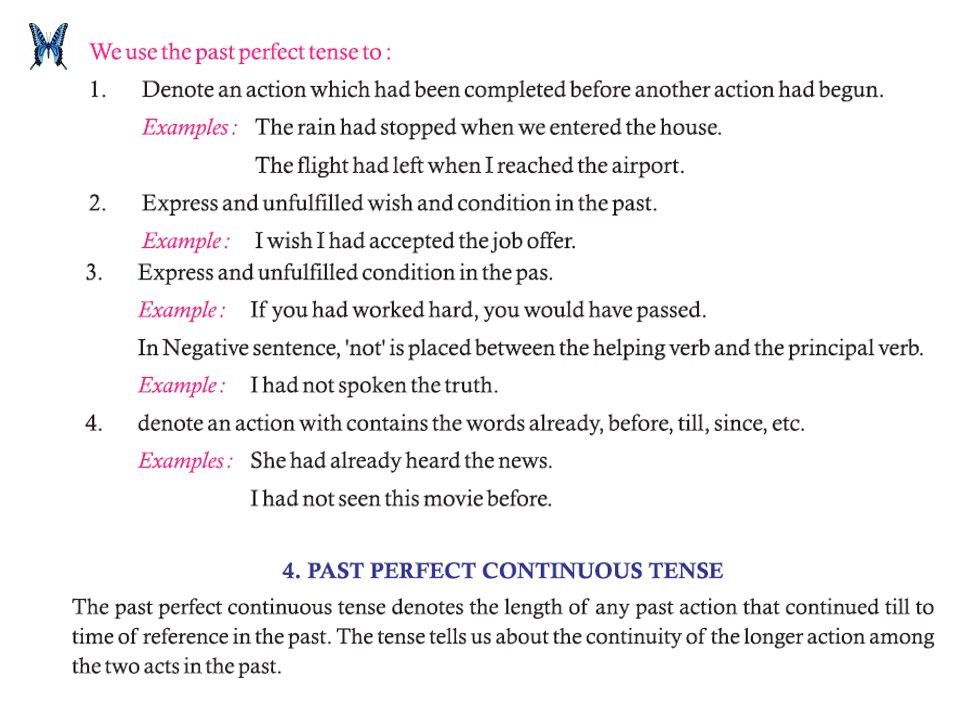 We use the past perfect tense to :
1. Denote an action which had been completed before another action had begun.
Examples : The rain had stopped when we entered the house.
The flight had left when I reached the airport.
2. Express and unfulfilled wish and condition in the past.
Example : I wish I had accepted the job offer.
3. Express and unfulfilled condition in the pas.
Example : If you had worked hard, you would have passed.
In Negative sentence, 'not' is placed between the helping verb and the principal verb.
Example : I had not spoken the truth.
4. denote an action with contains the words already, before, till, since, etc.
Examples : She had already heard the news.
I had not seen this movie before.
4. PAST PERFECT CONTINUOUS TENSE
The past perfect continuous tense denotes the length of any past action that continued till to
time of reference in the past. The tense tells us about the continuity of the longer action among
the two acts in the past.